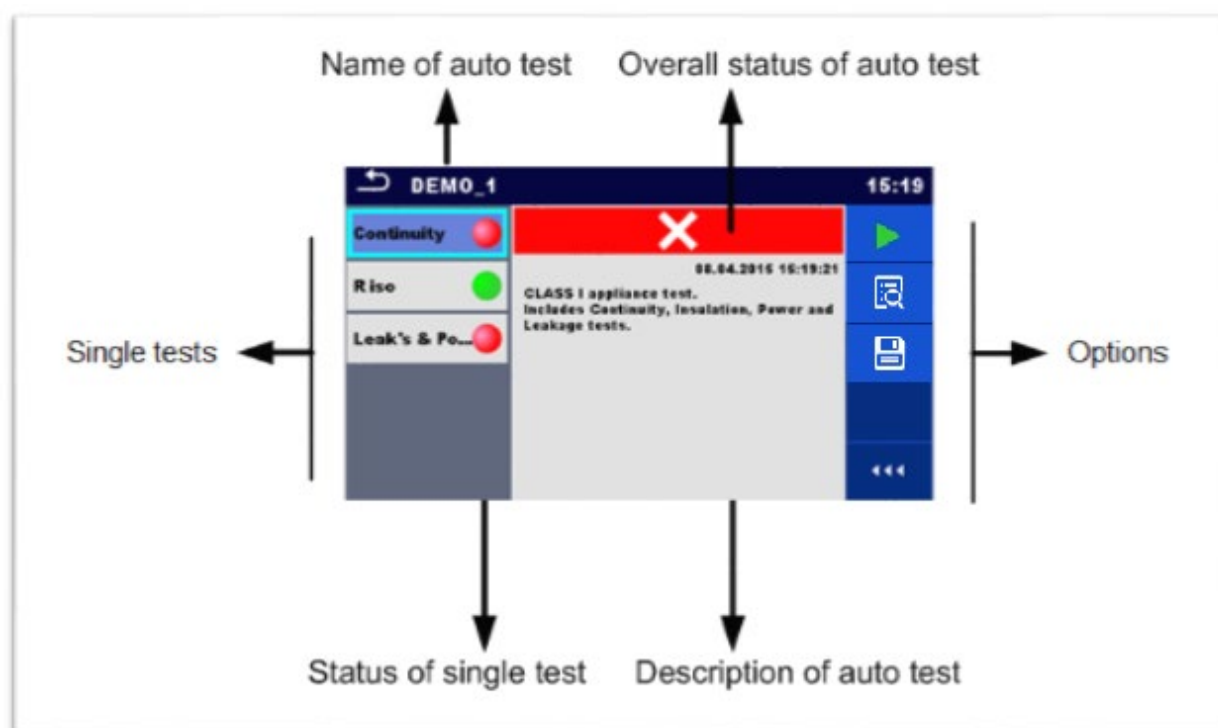 Name of auto test
Overall status of auto test
DEMO_1
15:19
Continuity
Riso
Leak's & Po...
08.04.2015 15:19:21
CLASS I appliance test.
Includes Continuity, Insulation, Power and
Leakage tests.
Single tests
Options
Status of single test
Description of auto test